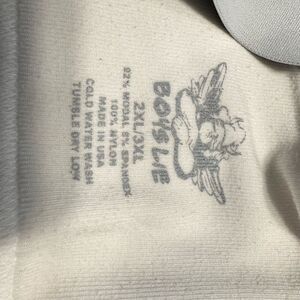 BOYS LIE
2XL/3XL
92% MODAL 8% SPANDEX
100% NYLON
MADE IN USA
COLD WATER WASH
TUMBLE DRY LOW